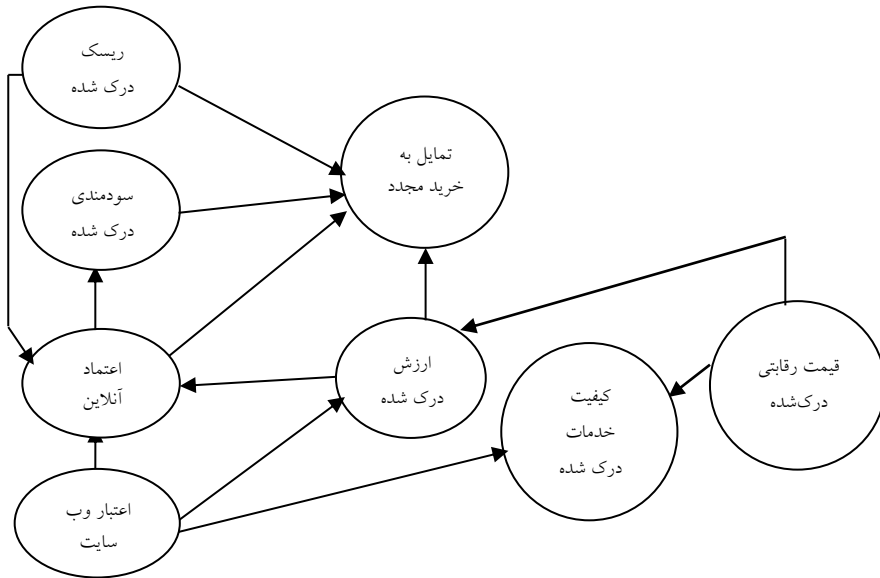 ریسک
درک شده
تمایل به
خرید مجدد
سودمندی
درک شده
قیمت رقابتی
درک‌شده
ارزش
درک شده
اعتماد
آنلاین
کیفیت
خدمات
درک شده
اعتبار وب
سایت